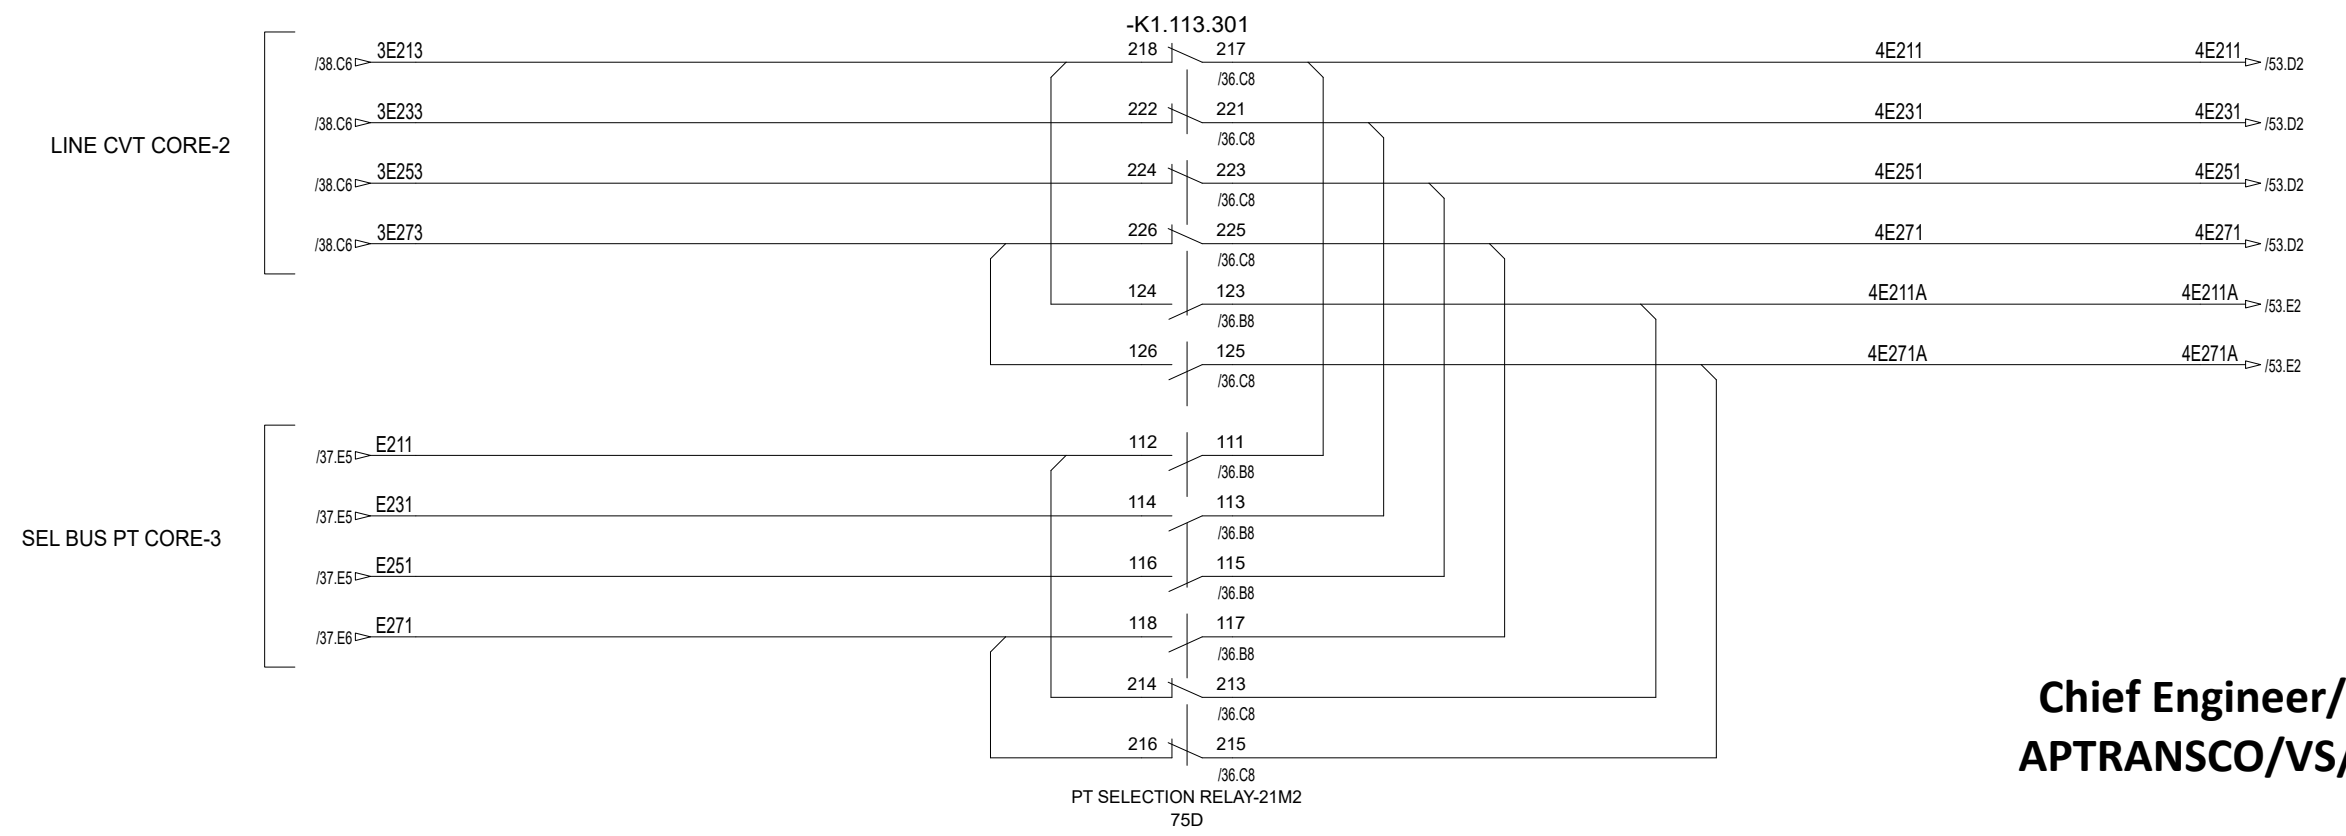 -K1.113.301
3E213 218 217 4E211 4E211
/38.C6 /36.C8 /53.D2
3E233 222 221 4E231 4E231
/38.C6 /36.C8 /53.D2
LINE CVT CORE-2
3E253 224 223 4E251 4E251
/38.C6 /36.C8 /53.D2
3E273 226 225 4E271 4E271
/38.C6 /36.C8 /53.D2
124 123 4E211A 4E211A
/36.B8 /53.E2
126 125 4E271A 4E271A
/36.C8 /53.E2
E211 112 111
/37.E5 /36.B8
E231 114 113
/37.E5 /36.B8
SEL BUS PT CORE-3
E251 116 115
/37.E5 /36.B8
E271 118 117
/37.E6 /36.B8
214 213
/36.C8
216 215
/36.C8
PT SELECTION RELAY-21M2
75D
Chief Engineer/
APTRANSCO/VS/